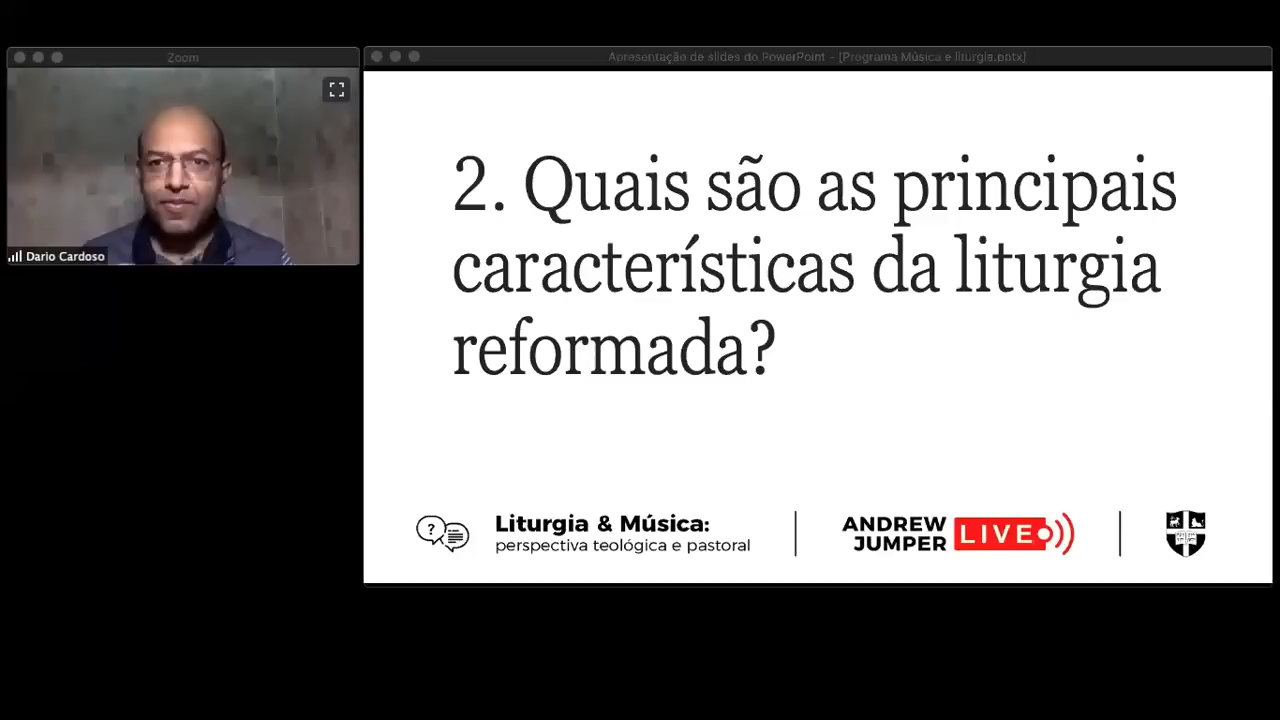 Zoom
Dario Cardoso
Apresentação de slides do PowerPoint - [Programa Música e liturgia.pptx]
2. Quais são as principais
características da liturgia
reformada?
?
Liturgia & Música:
perspectiva teológica e pastoral
ANDREW
JUMPER
LIVE